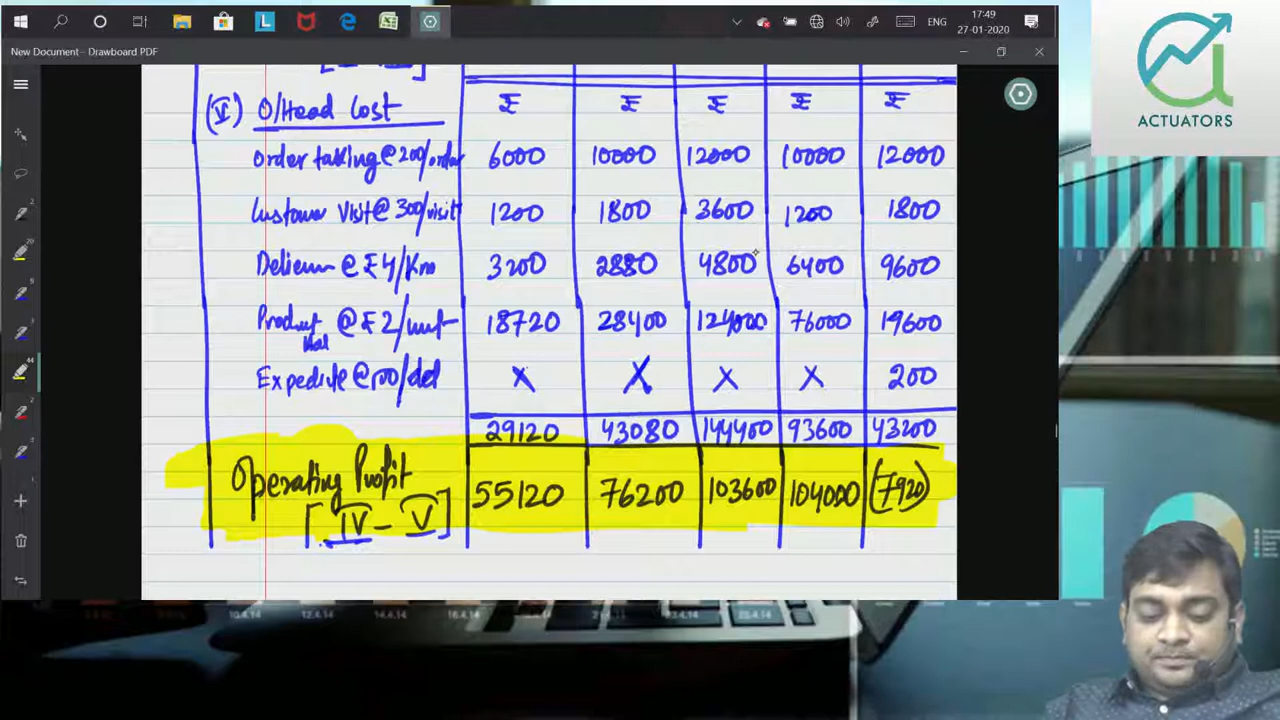 17:49
ENG
27-01-2020
New Document– Drawboard PDF
ACTUATORS
[IV - V]
(V) O/Head Cost ₹ ₹ ₹ ₹ ₹
Order taking @ 200/order 6000 10000 12000 10000 12000
Customer Visit @ 300/visit 1200 1800 3600 1200 1800
@ ₹ 4/Km 3200 2880 4800 6400 9600
Product @ ₹ 2/unit 18720 28400 124000 76000 19600
Expedite @ /del X X X X 200
29120 43080 144400 93600 43200
Operating Profit 55120 76200 103600 104000 (7920)
[IV - V]